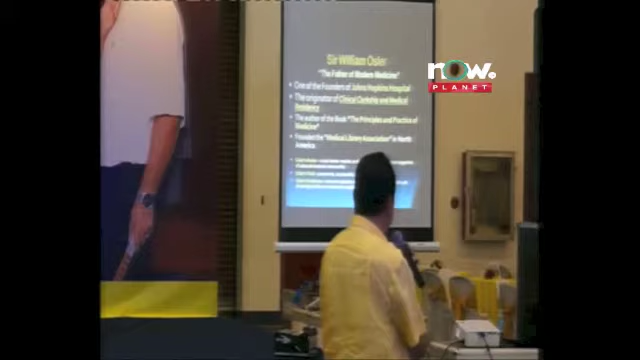 Sir William Osler
"The Father of Modern Medicine"
One of the Founders of Johns Hopkins Hospital
The originator of Clinical Clerkship and Medical
Residency
The author of the Book "The Principles and Practice of
Medicine"
Founded the "Medical Library Association" in North
America
now.
PLANET